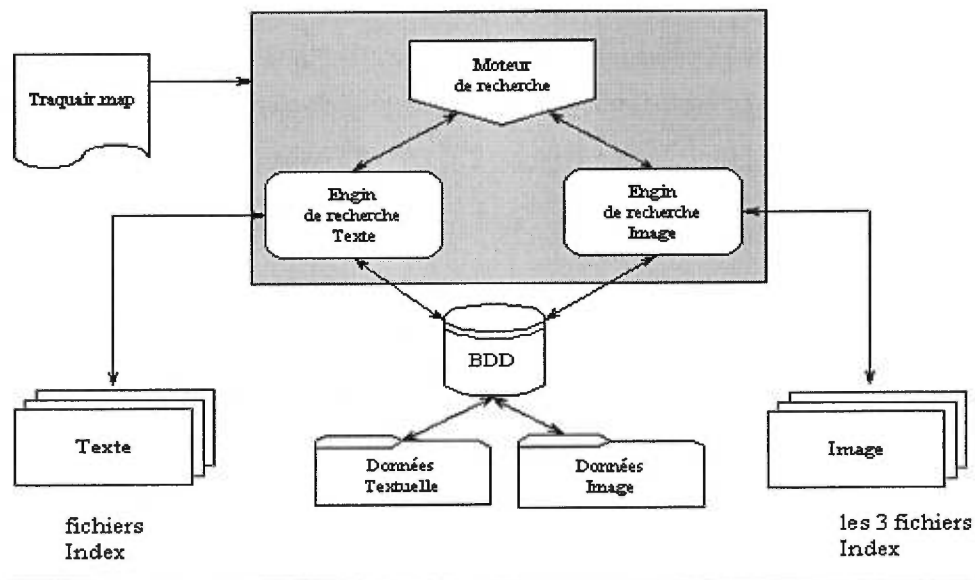 Moteur
de recherche
Traquair.map
Engin
de recherche
Texte
Engin
de recherche
Image
BDD
Texte
Données
Textuelle
Données
Image
Image
fichiers
Index
les 3 fichiers
Index